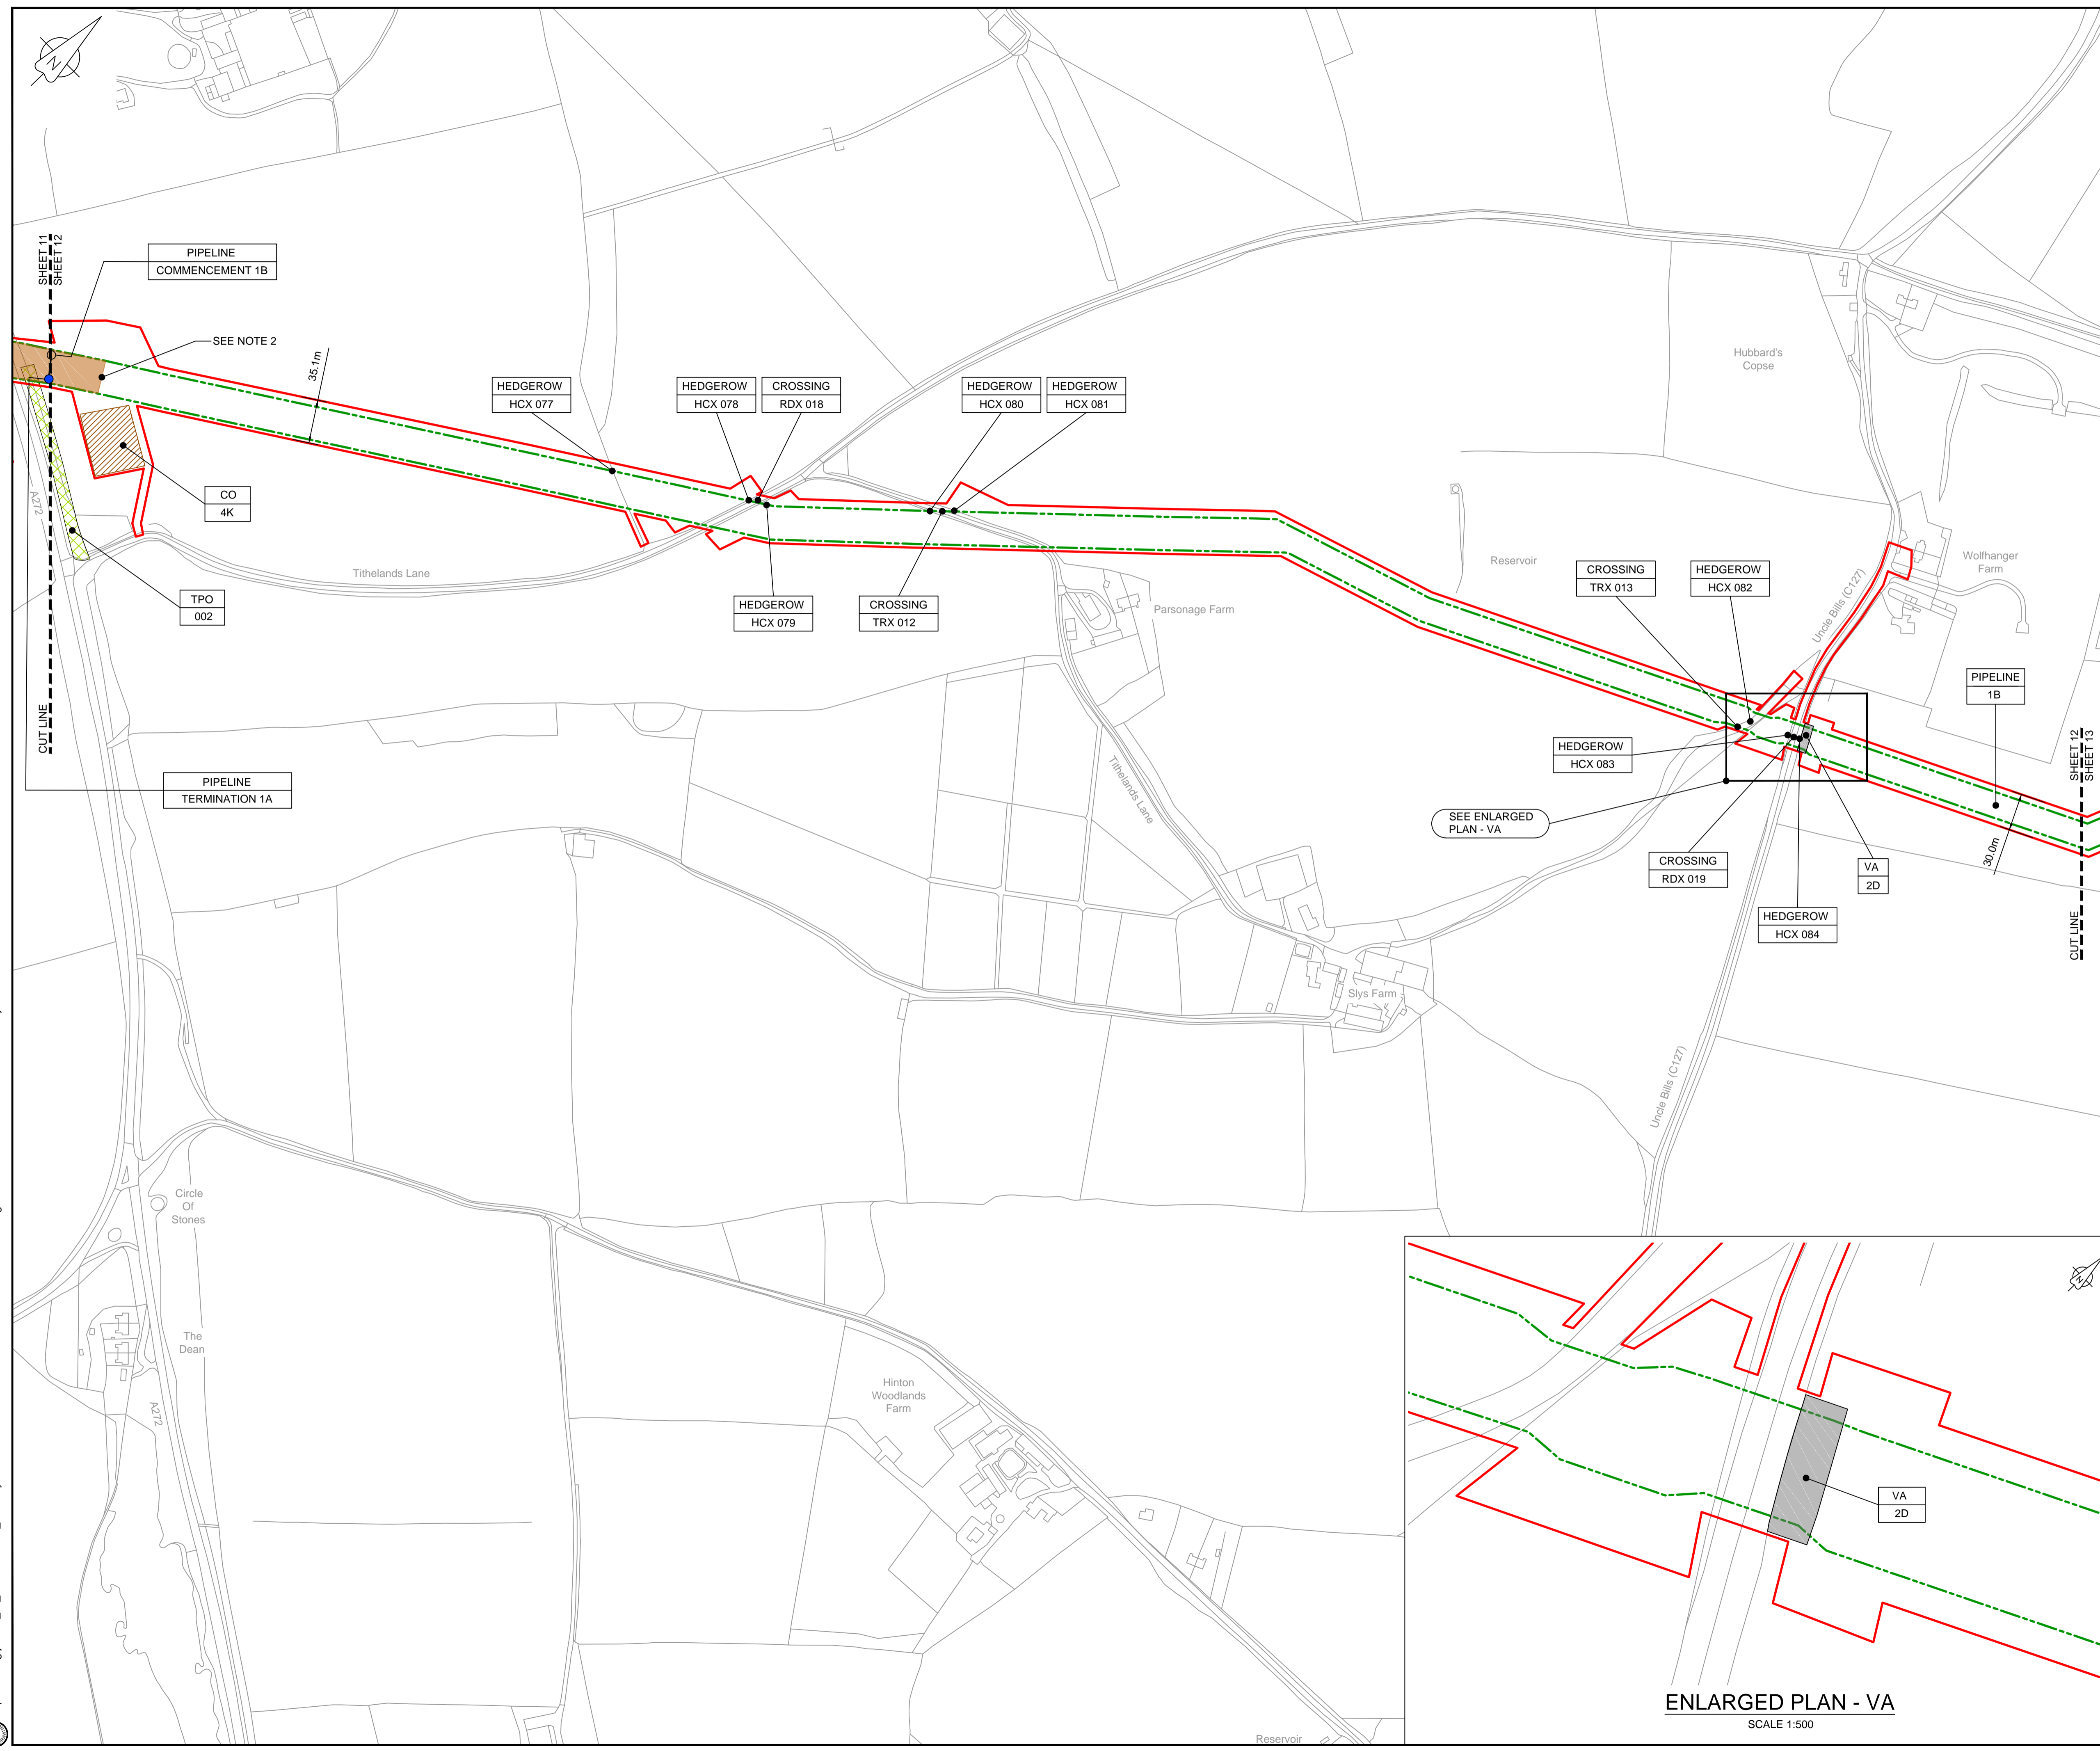 N
SHEET 11
SHEET 12
PIPELINE
COMMENCEMENT 1B
SEE NOTE 2
35.1m
HEDGEROW
HCX 077
HEDGEROW
HCX 078
CROSSING
RDX 018
HEDGEROW
HCX 080
HEDGEROW
HCX 081
Hubbard's
Copse
A272
CO
4K
Tithelands Lane
TPO
002
HEDGEROW
HCX 079
CROSSING
TRX 012
Parsonage Farm
Reservoir
CROSSING
TRX 013
HEDGEROW
HCX 082
Uncle Bills (C127)
Wolfhanger
Farm
PIPELINE
1B
CUT LINE
PIPELINE
TERMINATION 1A
Tithelands Lane
HEDGEROW
HCX 083
SEE ENLARGED
PLAN - VA
CROSSING
RDX 019
VA
2D
HEDGEROW
HCX 084
30.0m
SHEET 12
SHEET 13
CUT LINE
Slys Farm
Uncle Bills (C127)
Circle
Of
Stones
The
Dean
A272
Hinton
Woodlands
Farm
Reservoir
N
VA
2D
ENLARGED PLAN - VA
SCALE 1:500